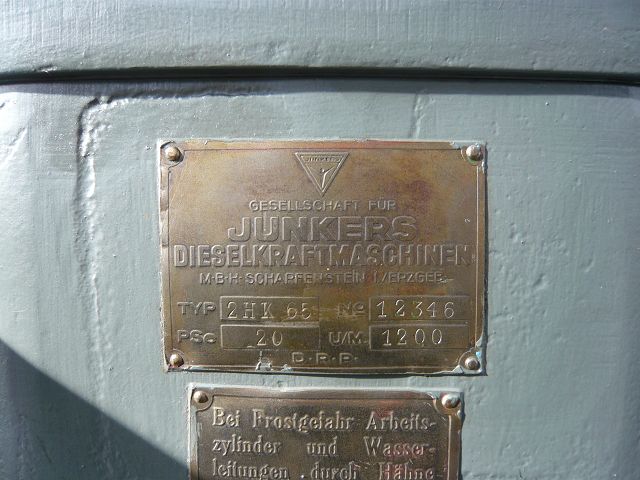 JUNKERS
GESELLSCHAFT FÜR
JUNKERS
DIESELKRAFTMASCHINEN
M·B·H·SCHARFENSTEIN·I/ERZGEB·
TYP 2HK 65 No 12346
PSe 20 U/M. 1200
D·R·P·
Bei Frostgefahr Arbeits-
zylinder und Wasser-
leitungen durch Hähne